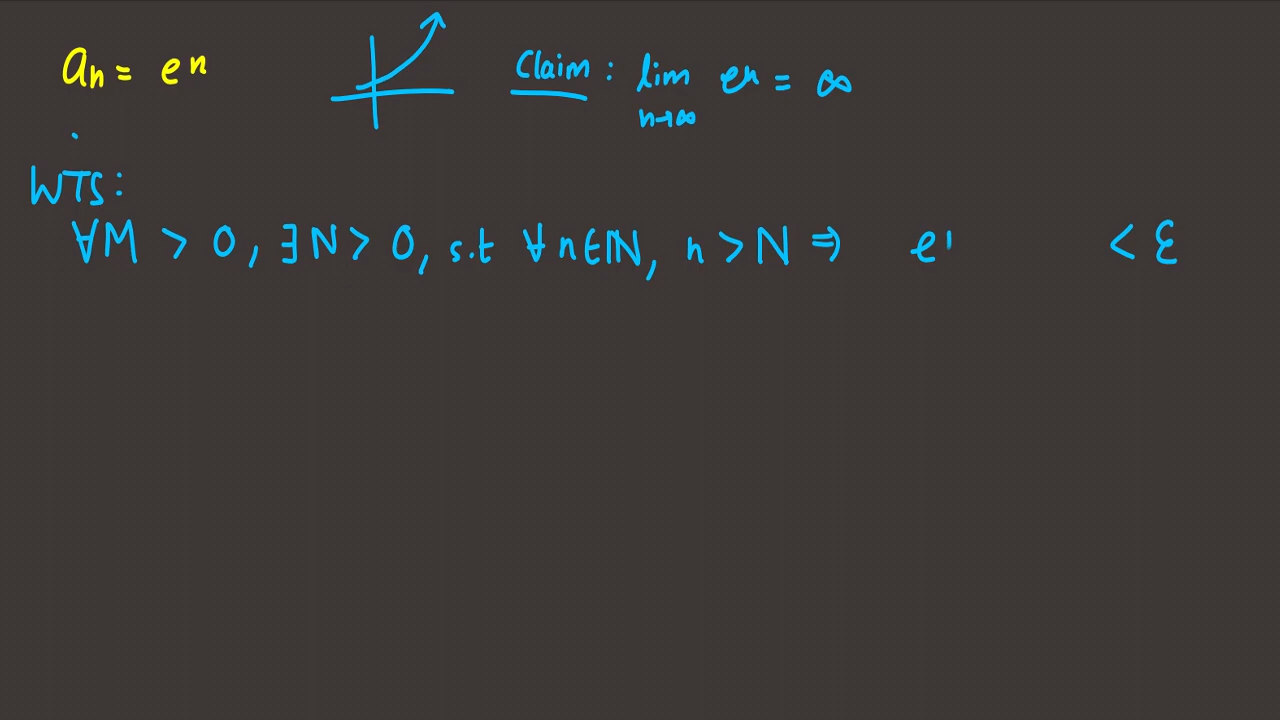 aₙ = eⁿ Claim: lim eⁿ = ∞
n→∞
WTS:
∀M > 0, ∃N > 0, s.t ∀n∈ℕ, n > N ⇒ e < ε